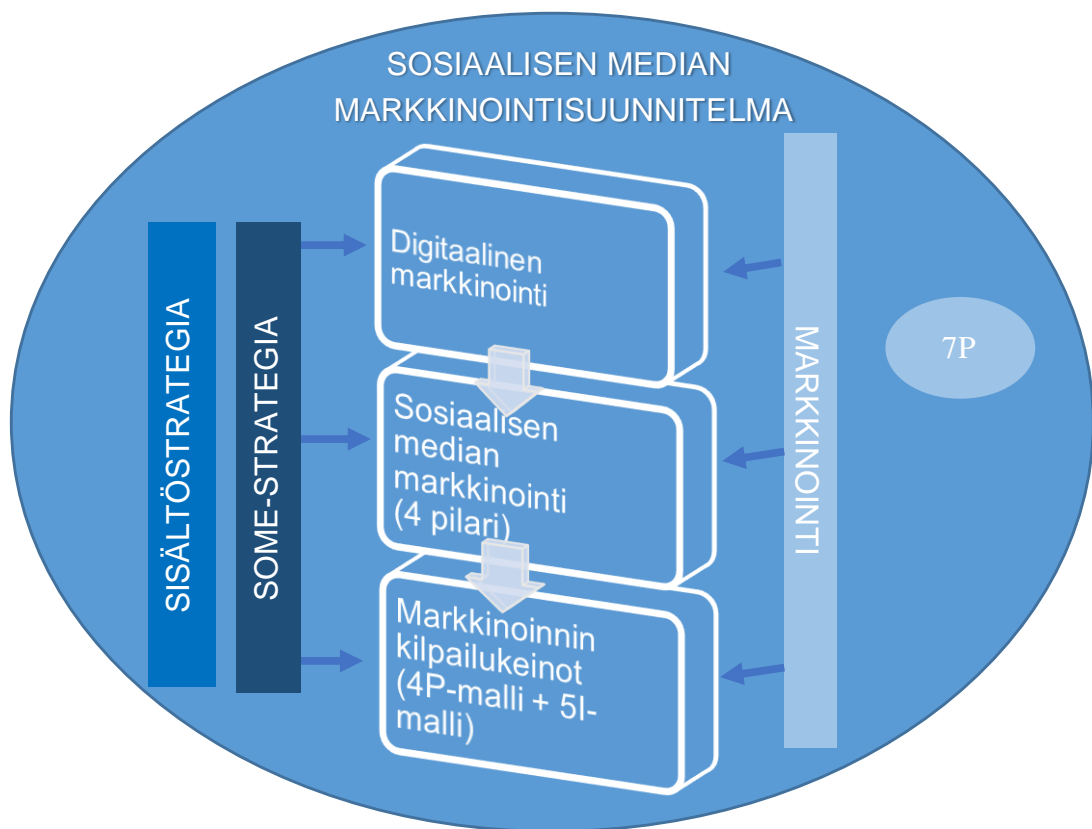 SOSIAALISEN MEDIAN
MARKKINOINTISUUNNITELMA
SISÄLTÖSTRATEGIA
SOME-STRATEGIA
Digitaalinen
markkinointi
Sosiaalisen
median
markkinointi
(4 pilari)
Markkinoinnin
kilpailukeinot
(4P-malli + 5I-
malli)
MARKKINOINTI
7P